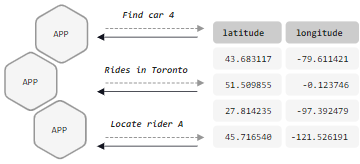 Find car 4
APP
Rides in Toronto
APP
Locate rider A
APP
latitude longitude
43.683117 -79.611421
51.509855 -0.123746
27.814235 -97.392479
45.716540 -121.526191